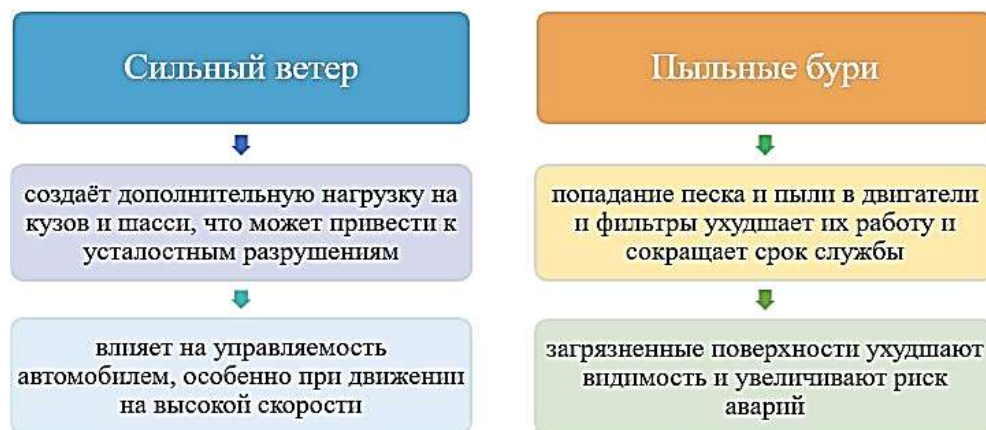 Сильный ветер
создаёт дополнительную нагрузку на
кузов и шасси, что может привести к
усталостным разрушениям
влияет на управляемость
автомобилем, особенно при движении
на высокой скорости
Пыльные бури
попадание песка и пыли в двигатели
и фильтры ухудшает их работу и
сокращает срок службы
загрязненные поверхности ухудшают
видимость и увеличивают риск
аварий